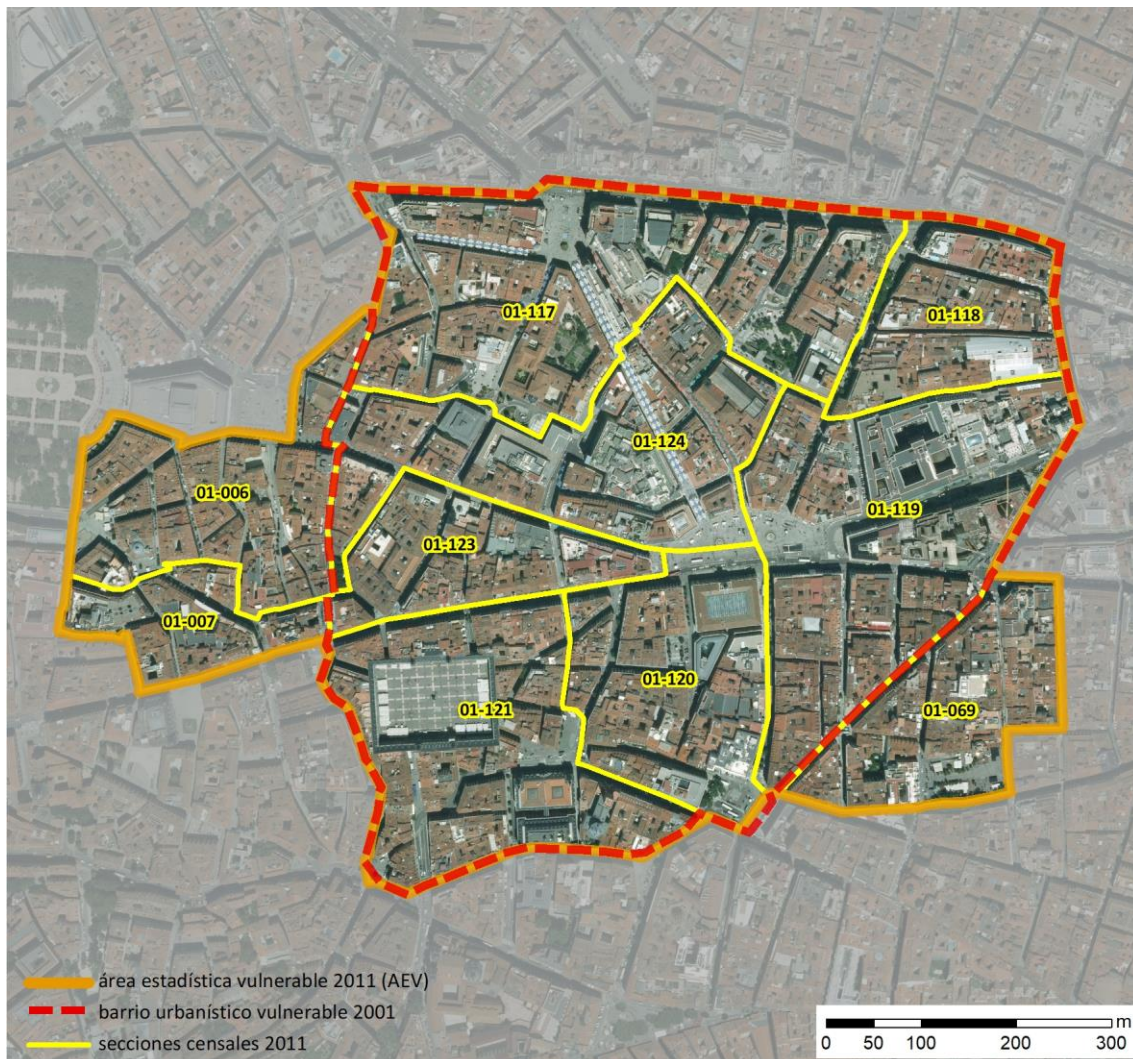 01-117
01-118
01-124
01-006
01-119
01-123
01-007
01-120
01-121
01-069
área estadística vulnerable 2011 (AEV)
barrio urbanístico vulnerable 2001
secciones censales 2011
m
0 50 100 200 300